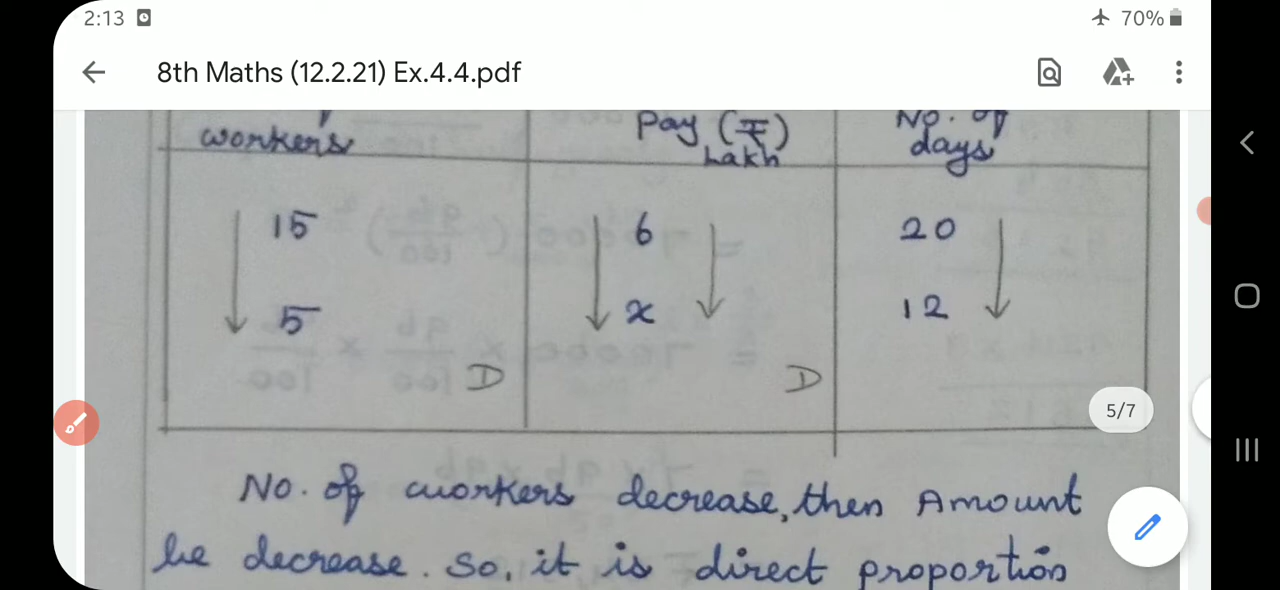 2:13 70%
8th Maths (12.2.21) Ex.4.4.pdf
workers Pay (₹) Lakh No. of days
15 6 20
5 x 12
D D
5/7
No. of workers decrease, then Amount
be decrease. So, it is direct proportion